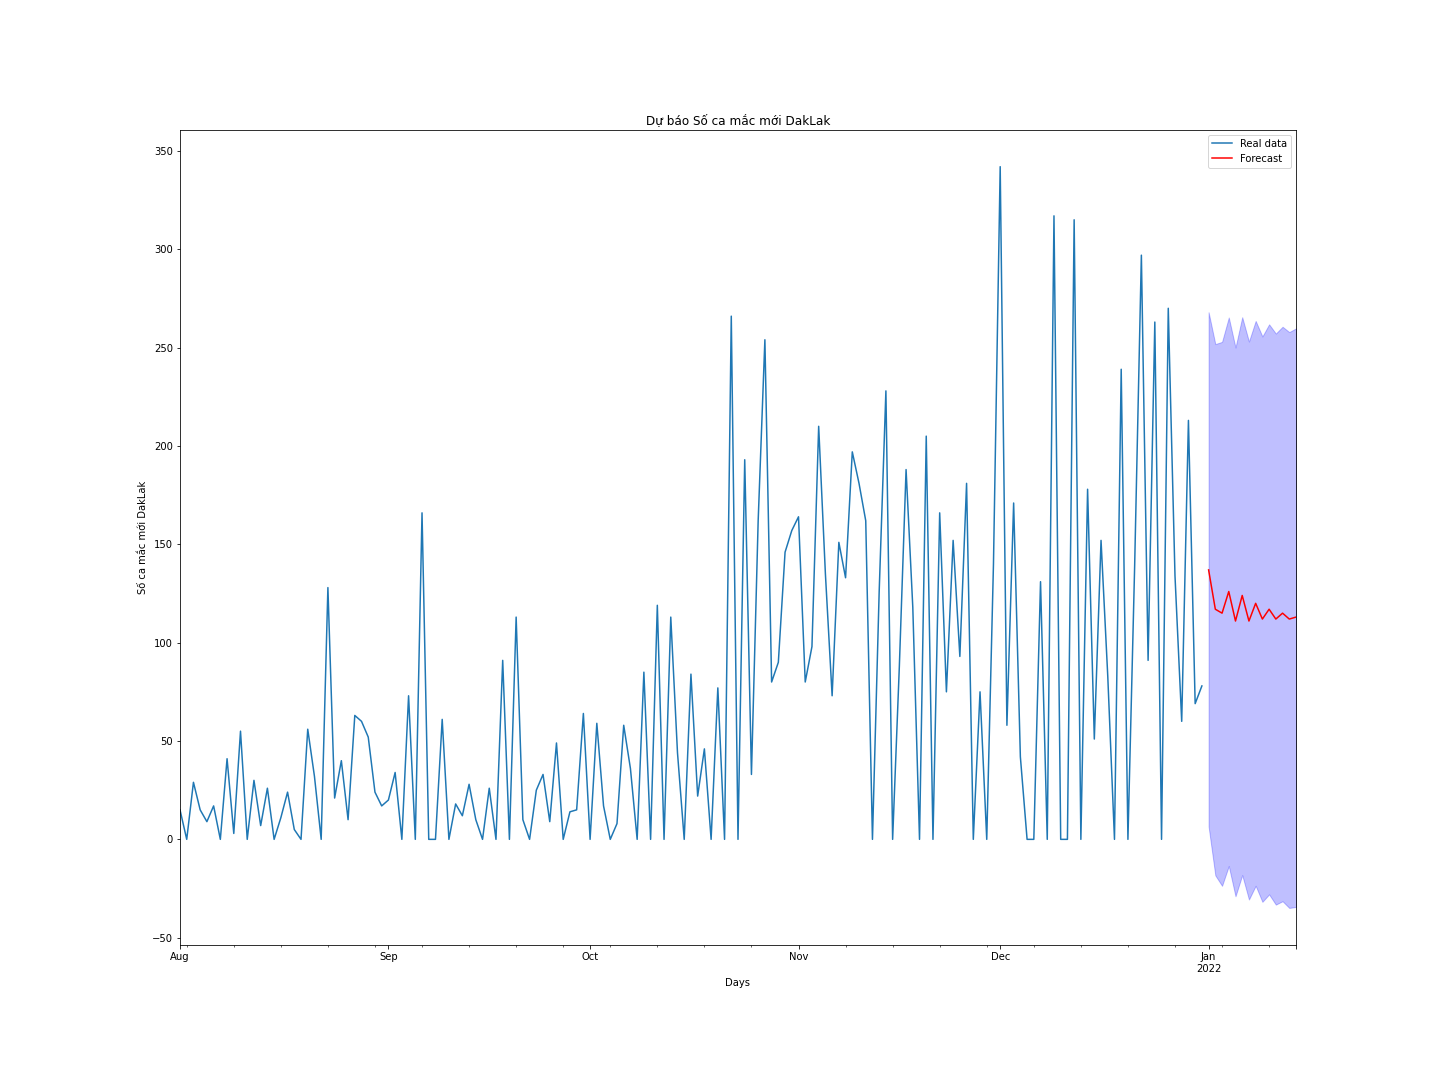 Dự báo Số ca mắc mới DakLak
Real data
Forecast
350
300
250
200
150
100
50
0
−50
Số ca mắc mới DakLak
Aug
Sep
Oct
Nov
Dec
Jan
2022
Days